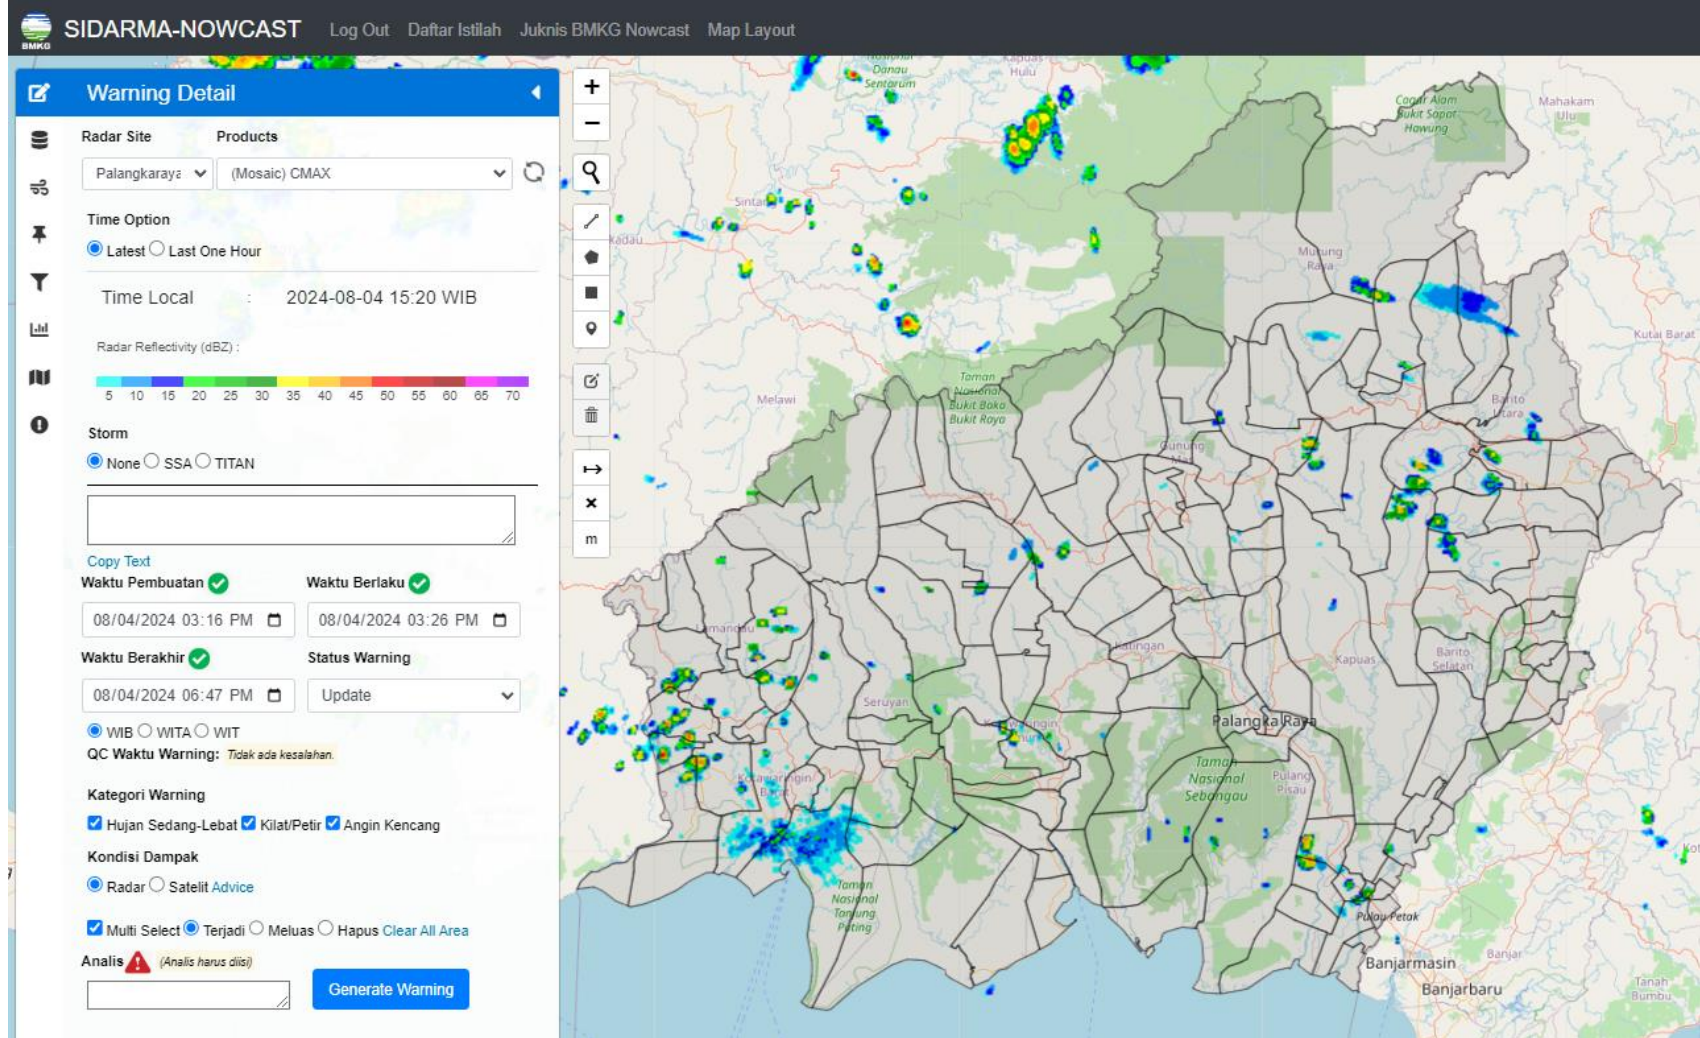 BMKG
SIDARMA-NOWCAST Log Out Daftar Istilah Juknis BMKG Nowcast Map Layout
Warning Detail
Radar Site Products
Palangkaraya (Mosaic) CMAX
Time Option
Latest Last One Hour
Time Local : 2024-08-04 15:20 WIB
Radar Reflectivity (dBZ) :
5 10 15 20 25 30 35 40 45 50 55 60 65 70
Storm
None SSA TITAN
Copy Text
Waktu Pembuatan Waktu Berlaku
08/04/2024 03:16 PM 08/04/2024 03:26 PM
Waktu Berakhir Status Warning
08/04/2024 06:47 PM Update
WIB WITA WIT
QC Waktu Warning: Tidak ada kesalahan.
Kategori Warning
Hujan Sedang-Lebat Kilat/Petir Angin Kencang
Kondisi Dampak
Radar Satelit Advice
Multi Select Terjadi Meluas Hapus Clear All Area
Analis (Analis harus diisi)
Generate Warning
+
−
m
Danau
Sentarum
Kapuas
Hulu
Cagar Alam
Bukit Sapat
Hawung
Mahakam
Ulu
Sintang
Murung
Raya
Kutai Barat
Melawi
Taman
Nasional
Bukit Baka
Bukit Raya
Barito
Utara
Gunung
Mas
Lamandau
Katingan
Kapuas
Barito
Selatan
Seruyan
Palangka Raya
Taman
Nasional
Sebangau
Pulang
Pisau
Kotawaringin
Barat
Taman
Nasional
Tanjung
Puting
Pulau Petak
Banjarmasin
Banjar
Banjarbaru
Tanah
Bumbu